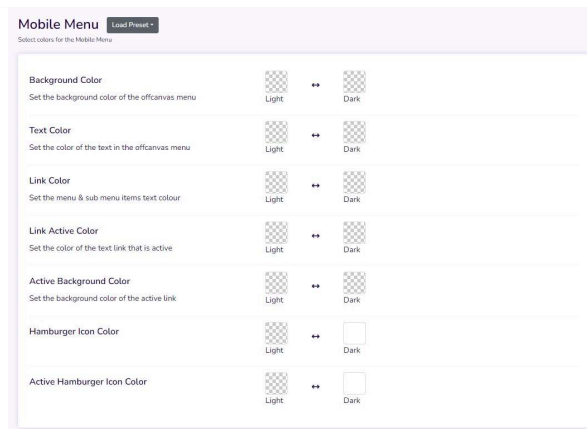 Mobile Menu Load Preset
Select colors for the Mobile Menu
Background Color
Set the background color of the offcanvas menu
Light Dark
Text Color
Set the color of the text in the offcanvas menu
Light Dark
Link Color
Set the menu & sub menu items text colour
Light Dark
Link Active Color
Set the color of the text link that is active
Light Dark
Active Background Color
Set the background color of the active link
Light Dark
Hamburger Icon Color
Light Dark
Active Hamburger Icon Color
Light Dark